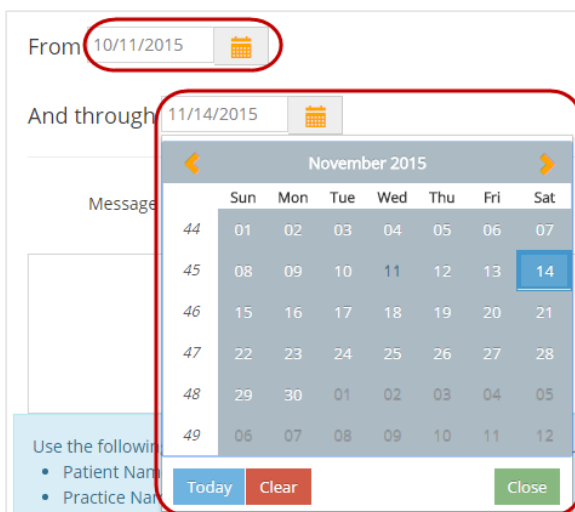 From 10/11/2015
And through 11/14/2015
November 2015
Message
Sun Mon Tue Wed Thu Fri Sat
44 01 02 03 04 05 06 07
45 08 09 10 11 12 13 14
46 15 16 17 18 19 20 21
47 22 23 24 25 26 27 28
48 29 30 01 02 03 04 05
49 06 07 08 09 10 11 12
Use the
Patient
Practice
Today Clear Close